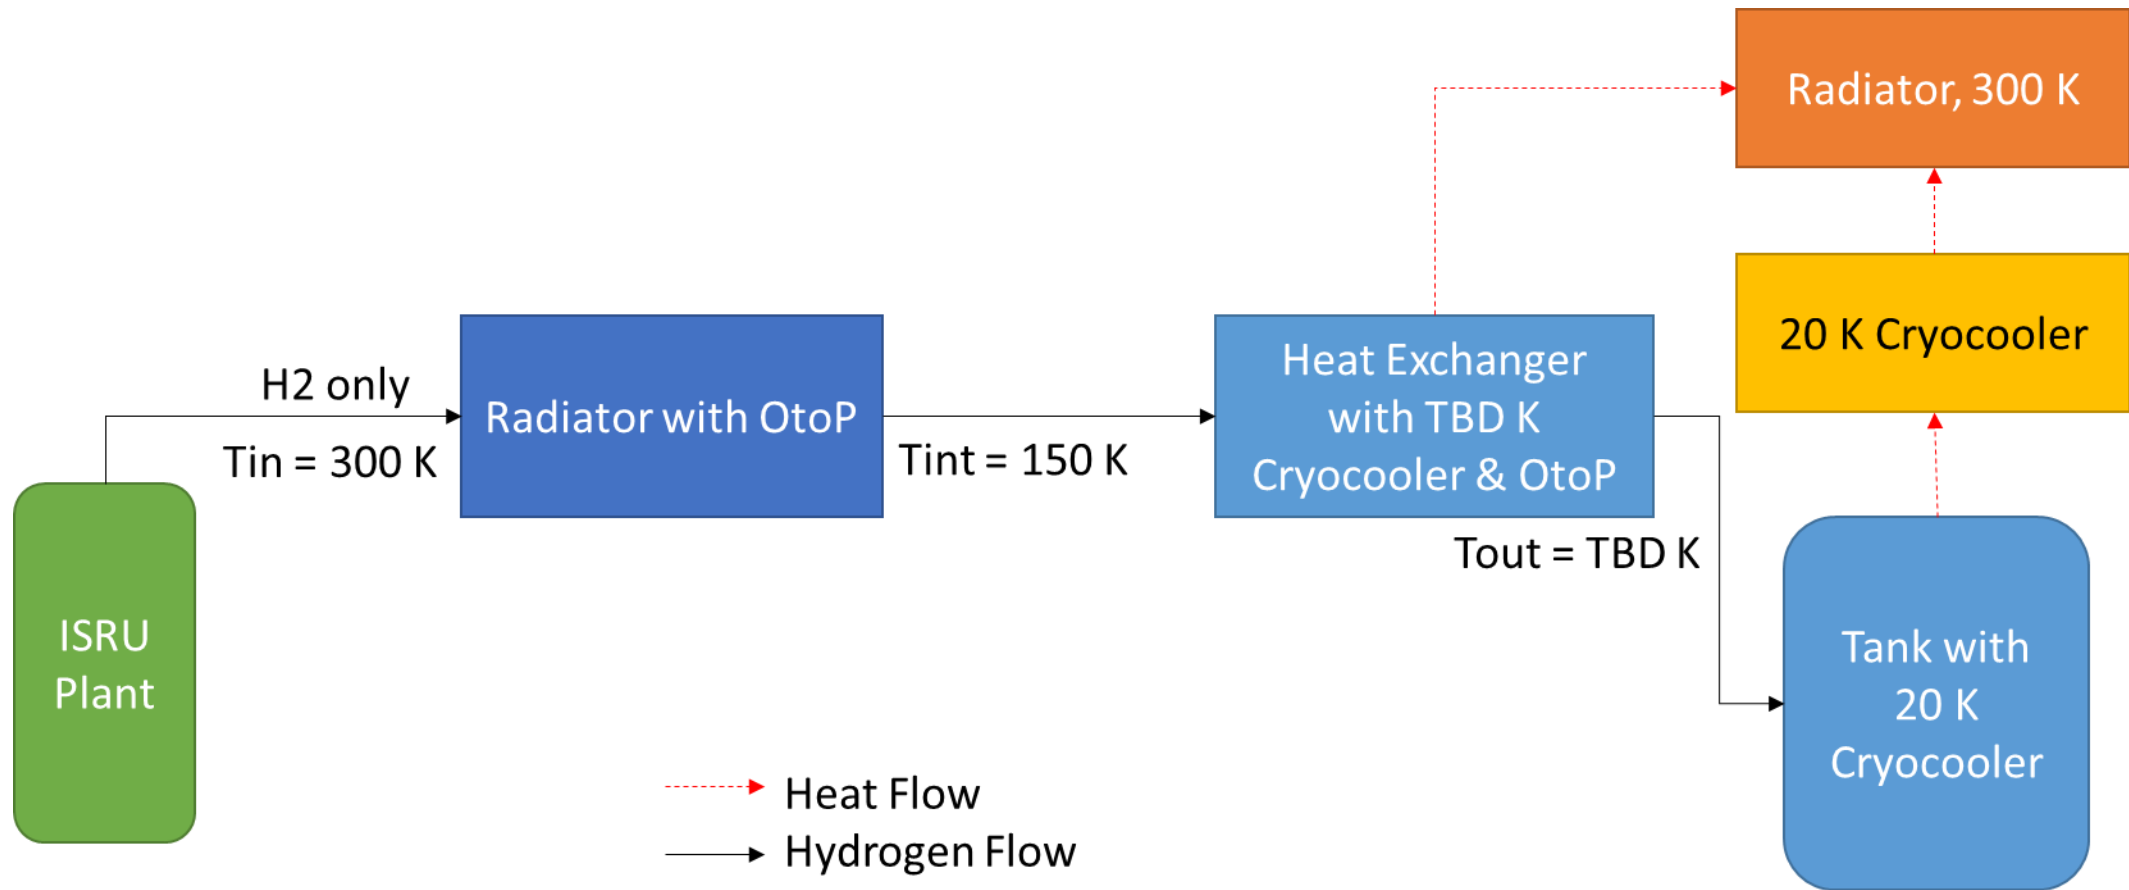 Radiator, 300 K
20 K Cryocooler
H2 only
Tin = 300 K
Radiator with OtoP
Tint = 150 K
Heat Exchanger
with TBD K
Cryocooler & OtoP
Tout = TBD K
ISRU
Plant
Tank with
20 K
Cryocooler
Heat Flow
Hydrogen Flow